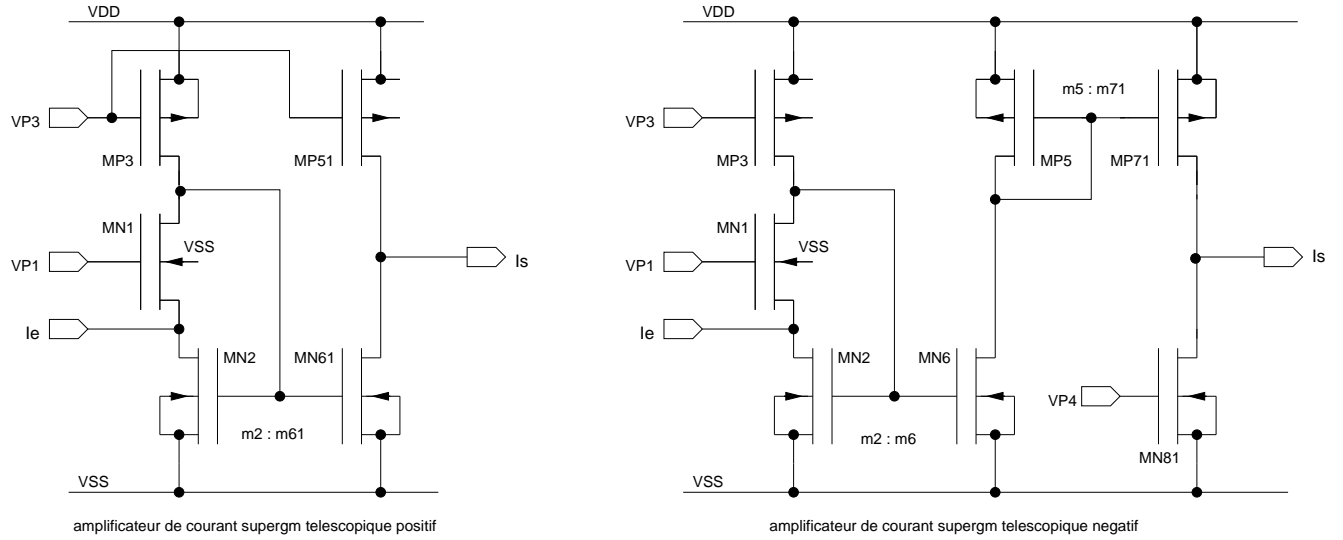 VDD
VP3
MP3
MP51
MN1
VSS
VP1
Is
Ie
MN2
MN61
m2 : m61
VSS
amplificateur de courant supergm telescopique positif
VDD
m5 : m71
VP3
MP3
MP5
MP71
MN1
VSS
VP1
Is
Ie
MN2
MN6
VP4
m2 : m6
MN81
VSS
amplificateur de courant supergm telescopique negatif